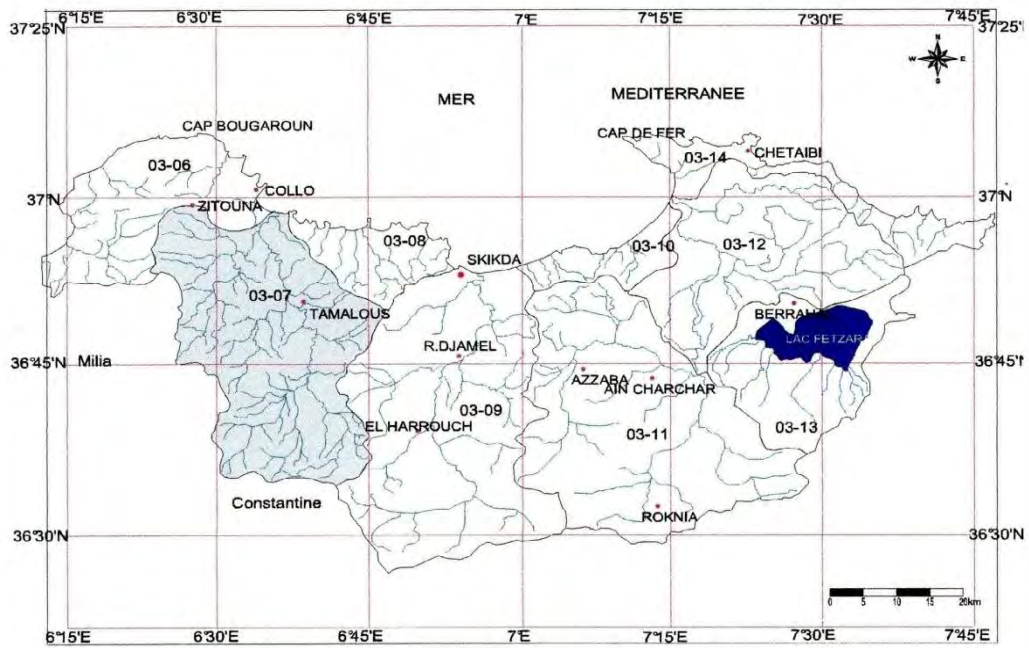 6°15'E 6°30'E 6°45'E 7°E 7°15'E 7°30'E 7°45'E
37°25'N 37°25'N
N
W E
S
MER MEDITERRANEE
CAP BOUGAROUN CAP DE FER
03-06 03-14 CHETAIBI
COLLO
37°N ZITOUNA 37°N
03-08 03-10 03-12
SKIKDA
03-07
TAMALOUS BERRAHA
R.DJAMEL LAC FETZAR
Milia
36°45'N 36°45'N
AZZABA AIN CHARCHAR
03-09
EL HARROUCH 03-11 03-13
Constantine
ROKNIA
36°30'N 36°30'N
0 5 10 15 20km
6°15'E 6°30'E 6°45'E 7°E 7°15'E 7°30'E 7°45'E